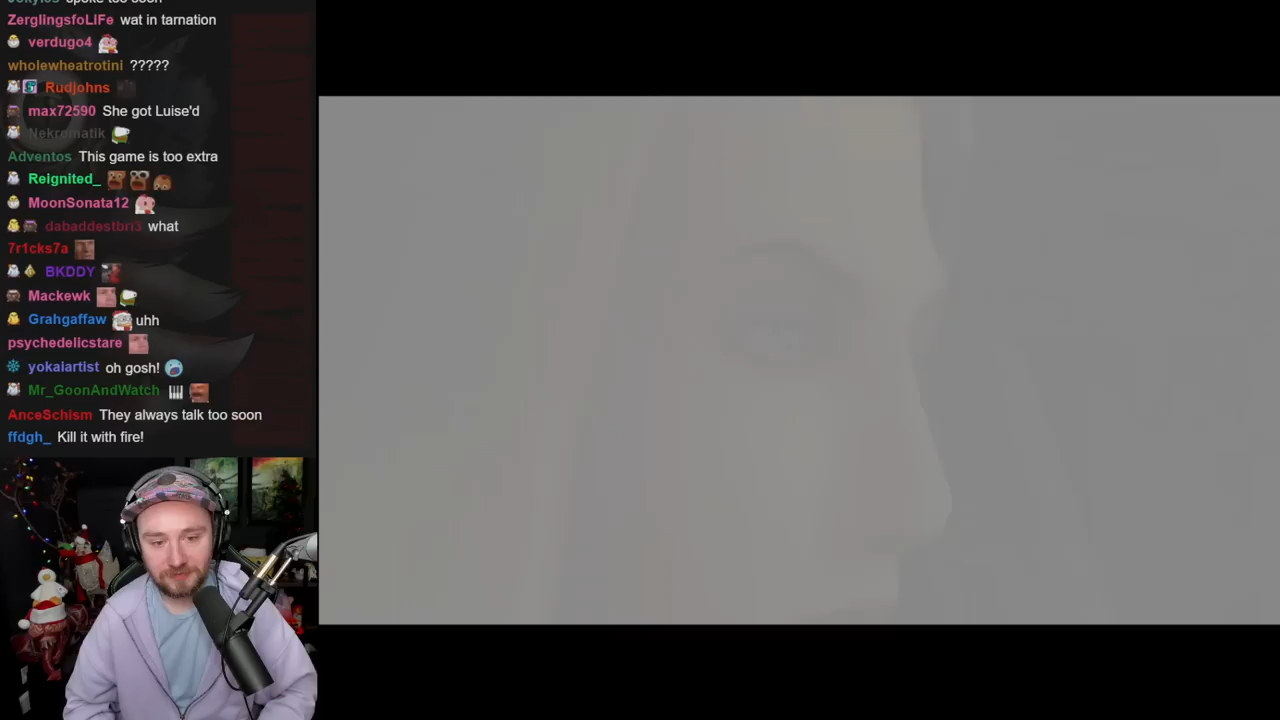 ZerglingsfoLiFe wat in tarnation
verdugo4
wholewheatrotini ?????
Rudjohns
max72590 She got Luise'd
Nekromatik
Adventos This game is too extra
Reignited_
MoonSonata12
dabaddestbri3 what
7r1cks7a
BKDDY
Mackewk
Grahgaffaw uhh
psychedelicstare
yokaiartist oh gosh!
Mr_GoonAndWatch
AnceSchism They always talk too soon
ffdgh_ Kill it with fire!